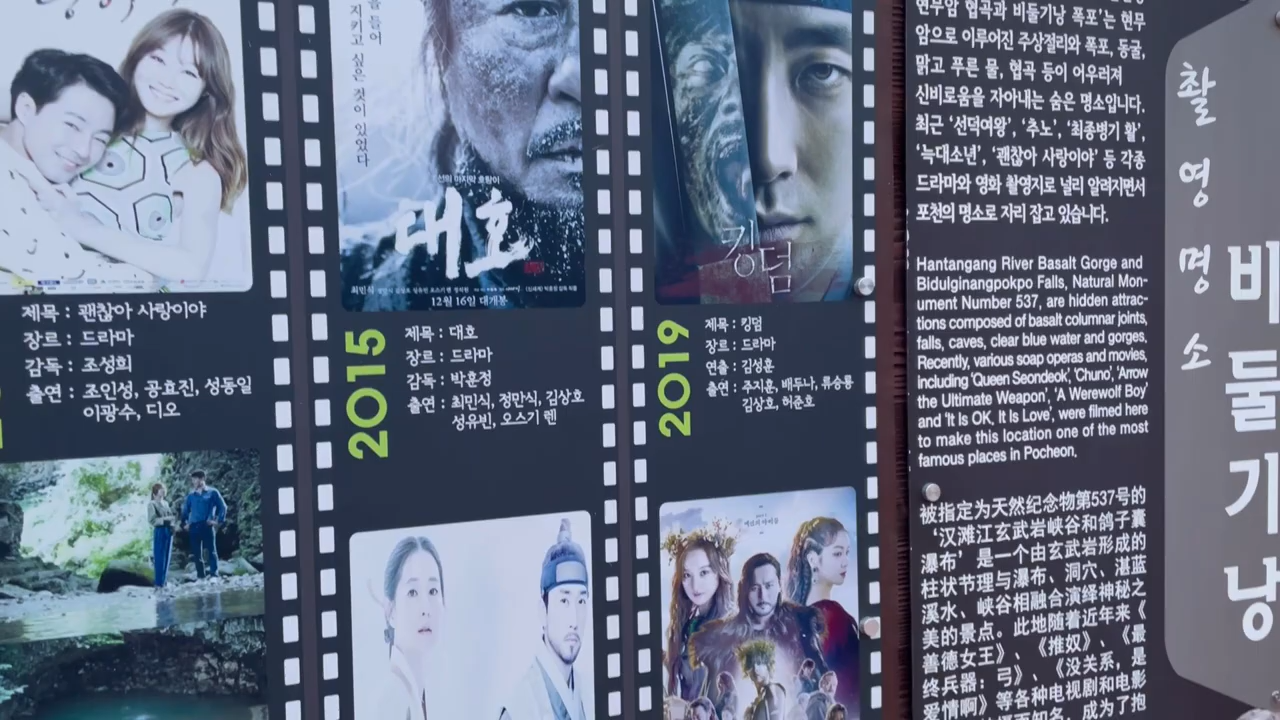 을 들어
지키고 싶은 것이 있었다
대호
12월 16일 대개봉
킹덤
제목 : 괜찮아 사랑이야
장르 : 드라마
감독 : 조성희
출연 : 조인성, 공효진, 성동일
이광수, 디오
2015
제목 : 대호
장르 : 드라마
감독 : 박훈정
출연 : 최민식, 정만식, 김상호
성유빈, 오스기 렌
2019
제목 : 킹덤
장르 : 드라마
연출 : 김성훈
출연 : 주지훈, 배두나, 류승룡
김상호, 허준호
현무암 협곡과 비둘기낭 폭포'는 현무
암으로 이루어진 주상절리와 폭포, 동굴,
맑고 푸른 물, 협곡 등이 어우러져
신비로움을 자아내는 숨은 명소입니다.
최근 '선덕여왕', '추노', '최종병기 활',
'늑대소년', '괜찮아 사랑이야' 등 각종
드라마와 영화 촬영지로 널리 알려지면서
포천의 명소로 자리 잡고 있습니다.
Hantangang River Basalt Gorge and
Bidulginangpokpo Falls, Natural Mon-
ument Number 537, are hidden attrac-
tions composed of basalt columnar joints,
falls, caves, clear blue water and gorges,
Recently, various soap operas and movies,
including 'Queen Seondeok', 'Chuno', 'Arrow
the Ultimate Weapon', 'A Werewolf Boy'
and 'It is OK, It Is Love', were filmed here
to make this location one of the most
famous places in Pocheon.
被指定为天然纪念物第537号的
'汉滩江玄武岩峡谷和鸽子囊
瀑布' 是一个由玄武岩形成的
柱状节理与瀑布、洞穴、湛蓝
溪水、峡谷相融合演绎神秘之
美的景点。此地随着近年来《
善德女王》、《推奴》、《最
终兵器：弓》、《没关系，是
爱情啊》等各种电视剧和电影
촬영명소
비둘기낭